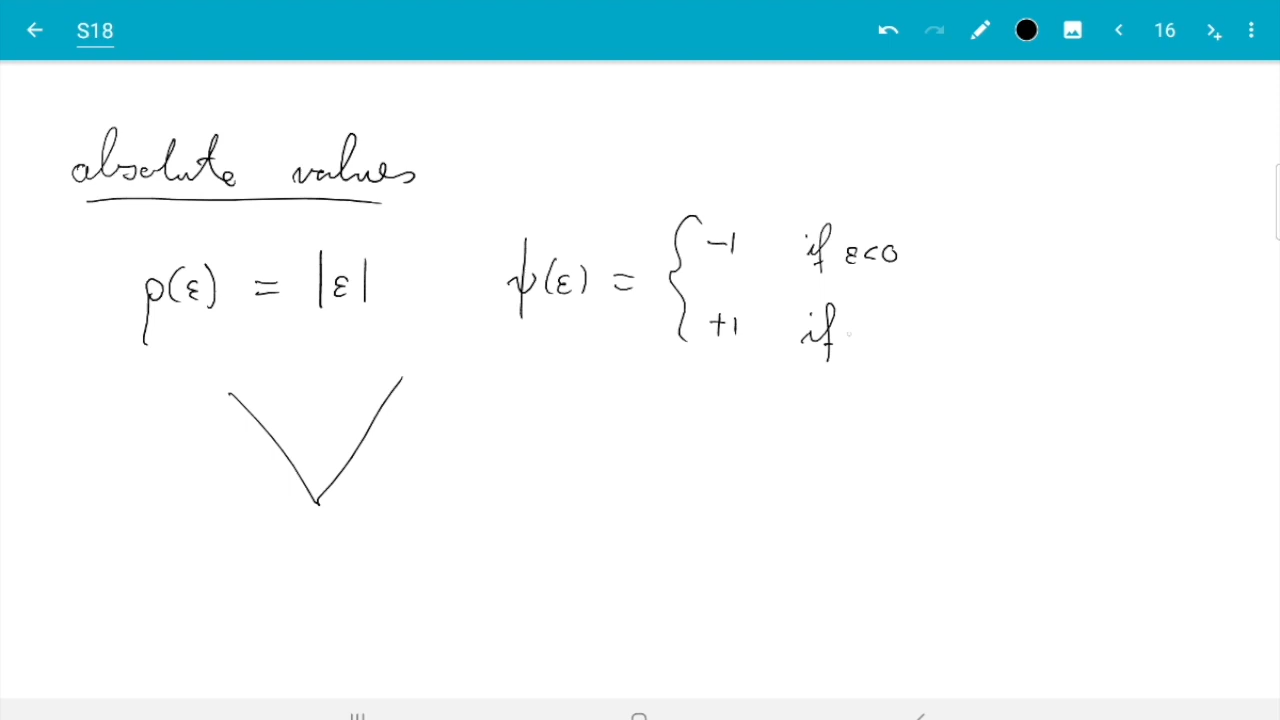 S18
16
absolute values
ρ(ε) = |ε|
ψ(ε) = { -1 if ε<0
+1 if